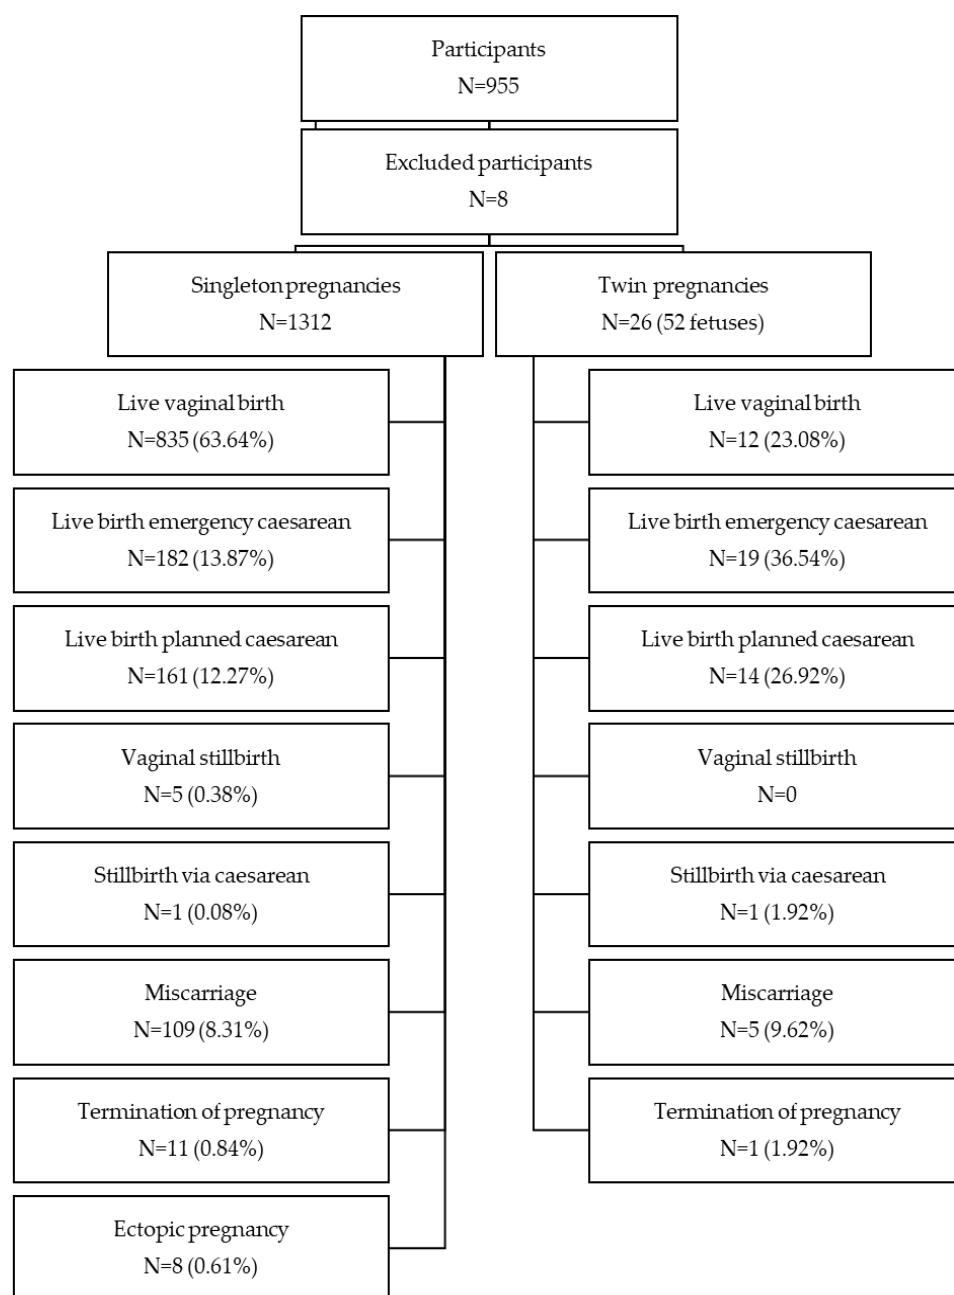 Participants
N=955
Excluded participants
N=8
Singleton pregnancies
N=1312
Twin pregnancies
N=26 (52 fetuses)
Live vaginal birth
N=835 (63.64%)
Live birth emergency caesarean
N=182 (13.87%)
Live birth planned caesarean
N=161 (12.27%)
Vaginal stillbirth
N=5 (0.38%)
Stillbirth via caesarean
N=1 (0.08%)
Miscarriage
N=109 (8.31%)
Termination of pregnancy
N=11 (0.84%)
Ectopic pregnancy
N=8 (0.61%)
Live vaginal birth
N=12 (23.08%)
Live birth emergency caesarean
N=19 (36.54%)
Live birth planned caesarean
N=14 (26.92%)
Vaginal stillbirth
N=0
Stillbirth via caesarean
N=1 (1.92%)
Miscarriage
N=5 (9.62%)
Termination of pregnancy
N=1 (1.92%)